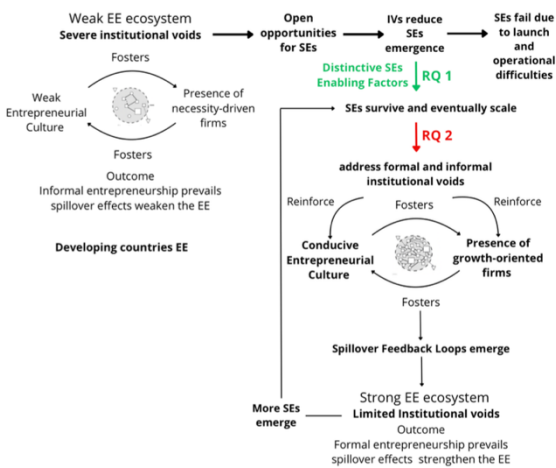 Weak EE ecosystem
Severe institutional voids
Open
opportunities
for SEs
IVs reduce
SEs
emergence
SEs fail due to
launch
and
operational
difficulties
Fosters
Weak
Entrepreneurial
Culture
Presence of
necessity-driven
firms
Fosters
Outcome
Informal entrepreneurship prevails
spillover effects weaken the EE
Developing countries EE
Distinctive SEs
Enabling Factors
RQ 1
SEs survive and eventually scale
RQ 2
address formal and informal
institutional voids
Reinforce
Fosters
Reinforce
Conducive
Entrepreneurial
Culture
Presence of
growth-oriented
firms
Fosters
Spillover Feedback Loops emerge
Strong EE ecosystem
Limited Institutional voids
More SEs
emerge
Outcome
Formal entrepreneurship prevails
spillover effects strengthen the EE